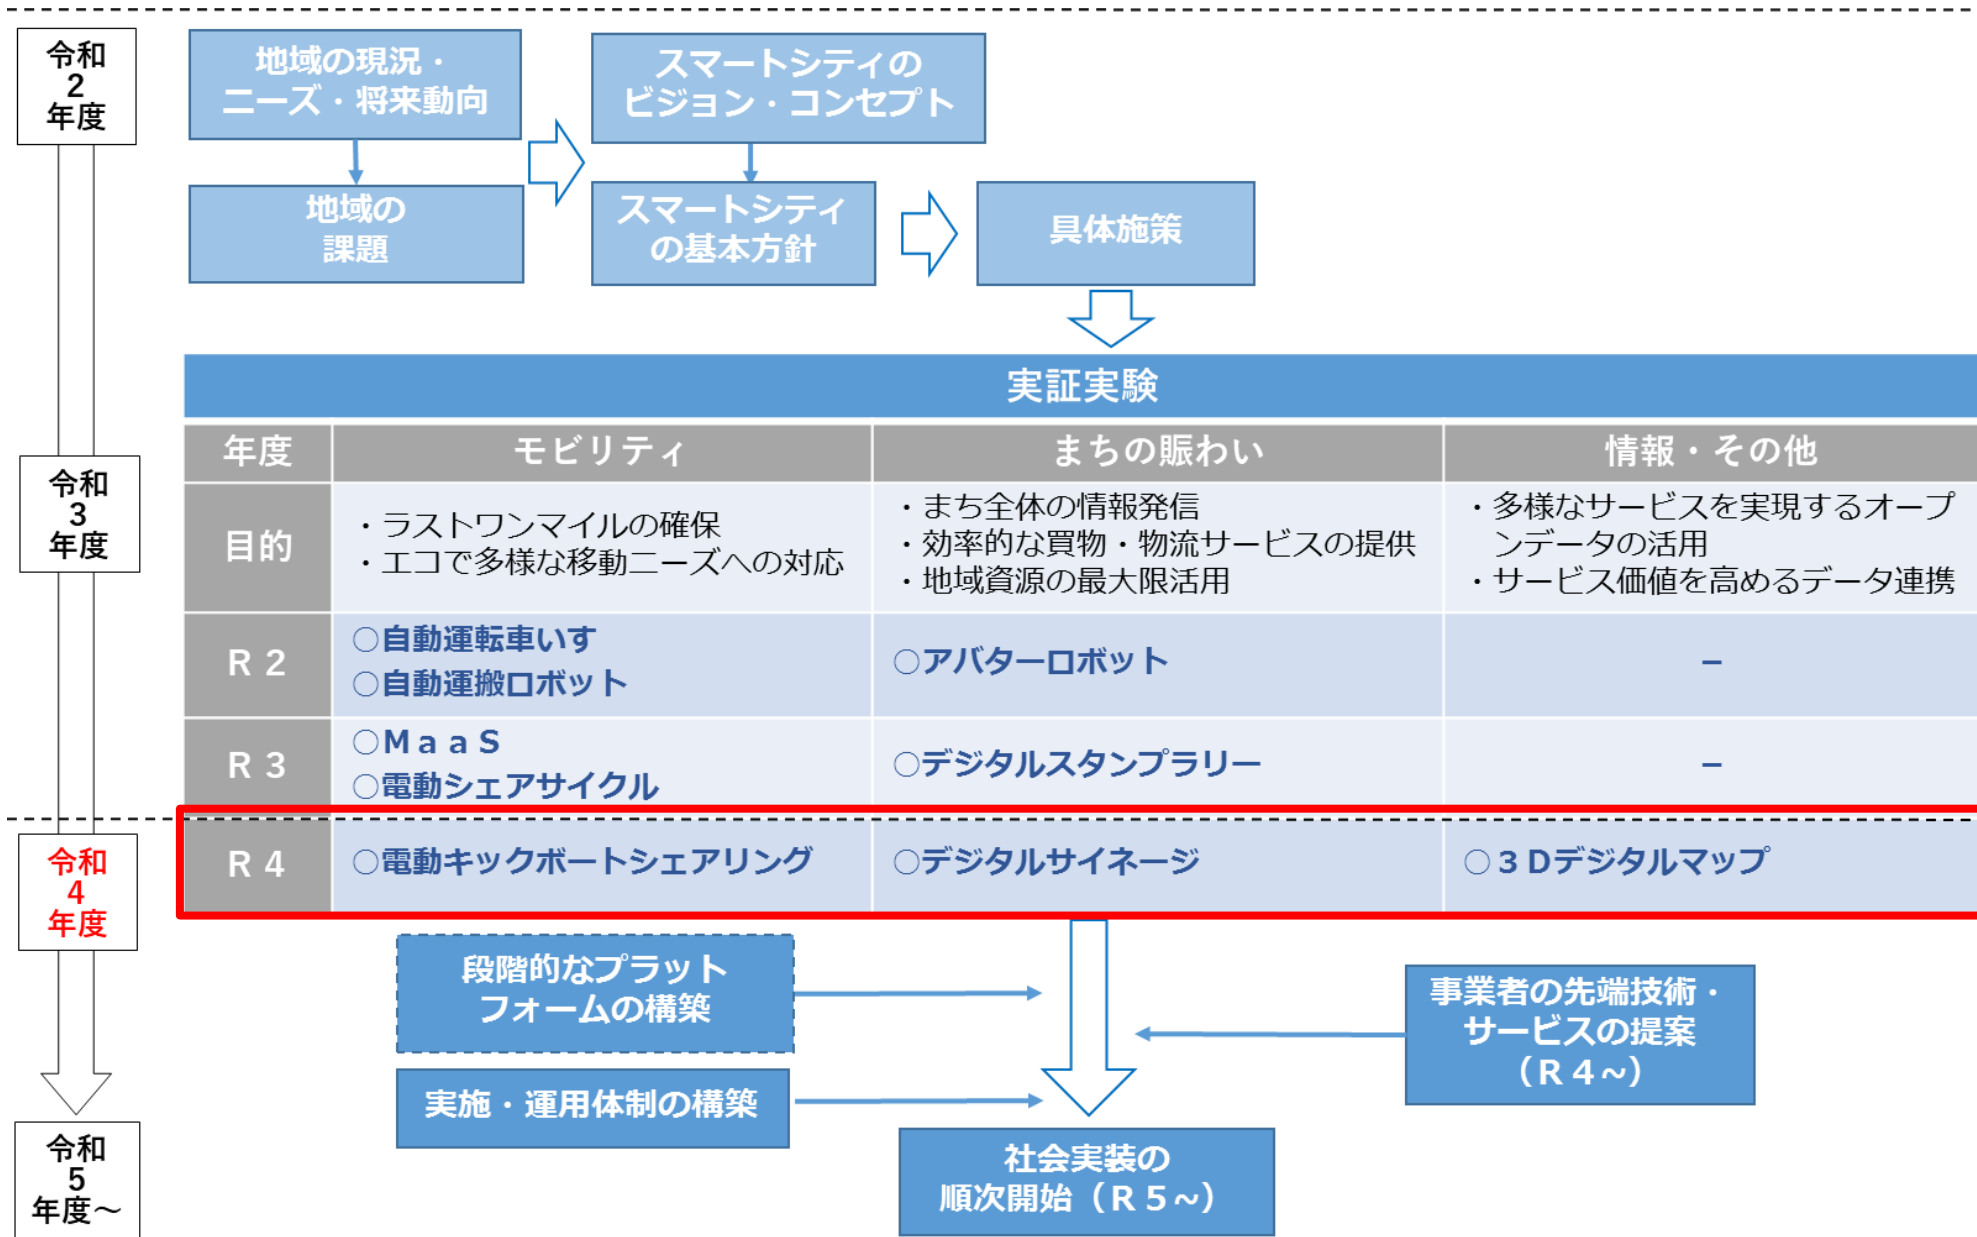 令和
2
年度
地域の現況・
ニーズ・将来動向
スマートシティの
ビジョン・コンセプト
地域の
課題
スマートシティ
の基本方針
具体施策
実証実験
年度
モビリティ
まちの賑わい
情報・その他
令和
3
年度
目的
・ラストワンマイルの確保
・エコで多様な移動ニーズへの対応
・まち全体の情報発信
・効率的な買物・物流サービスの提供
・地域資源の最大限活用
・多様なサービスを実現するオープ
ンデータの活用
・サービス価値を高めるデータ連携
R 2
○自動運転車いす
○自動運搬ロボット
○アバターロボット
－
R 3
○MaaS
○電動シェアサイクル
○デジタルスタンプラリー
－
令和
4
年度
R 4
○電動キックボートシェアリング
○デジタルサイネージ
○3Dデジタルマップ
段階的なプラット
フォームの構築
事業者の先端技術・
サービスの提案
（R4~）
実施・運用体制の構築
令和
5
年度～
社会実装の
順次開始（R5~）